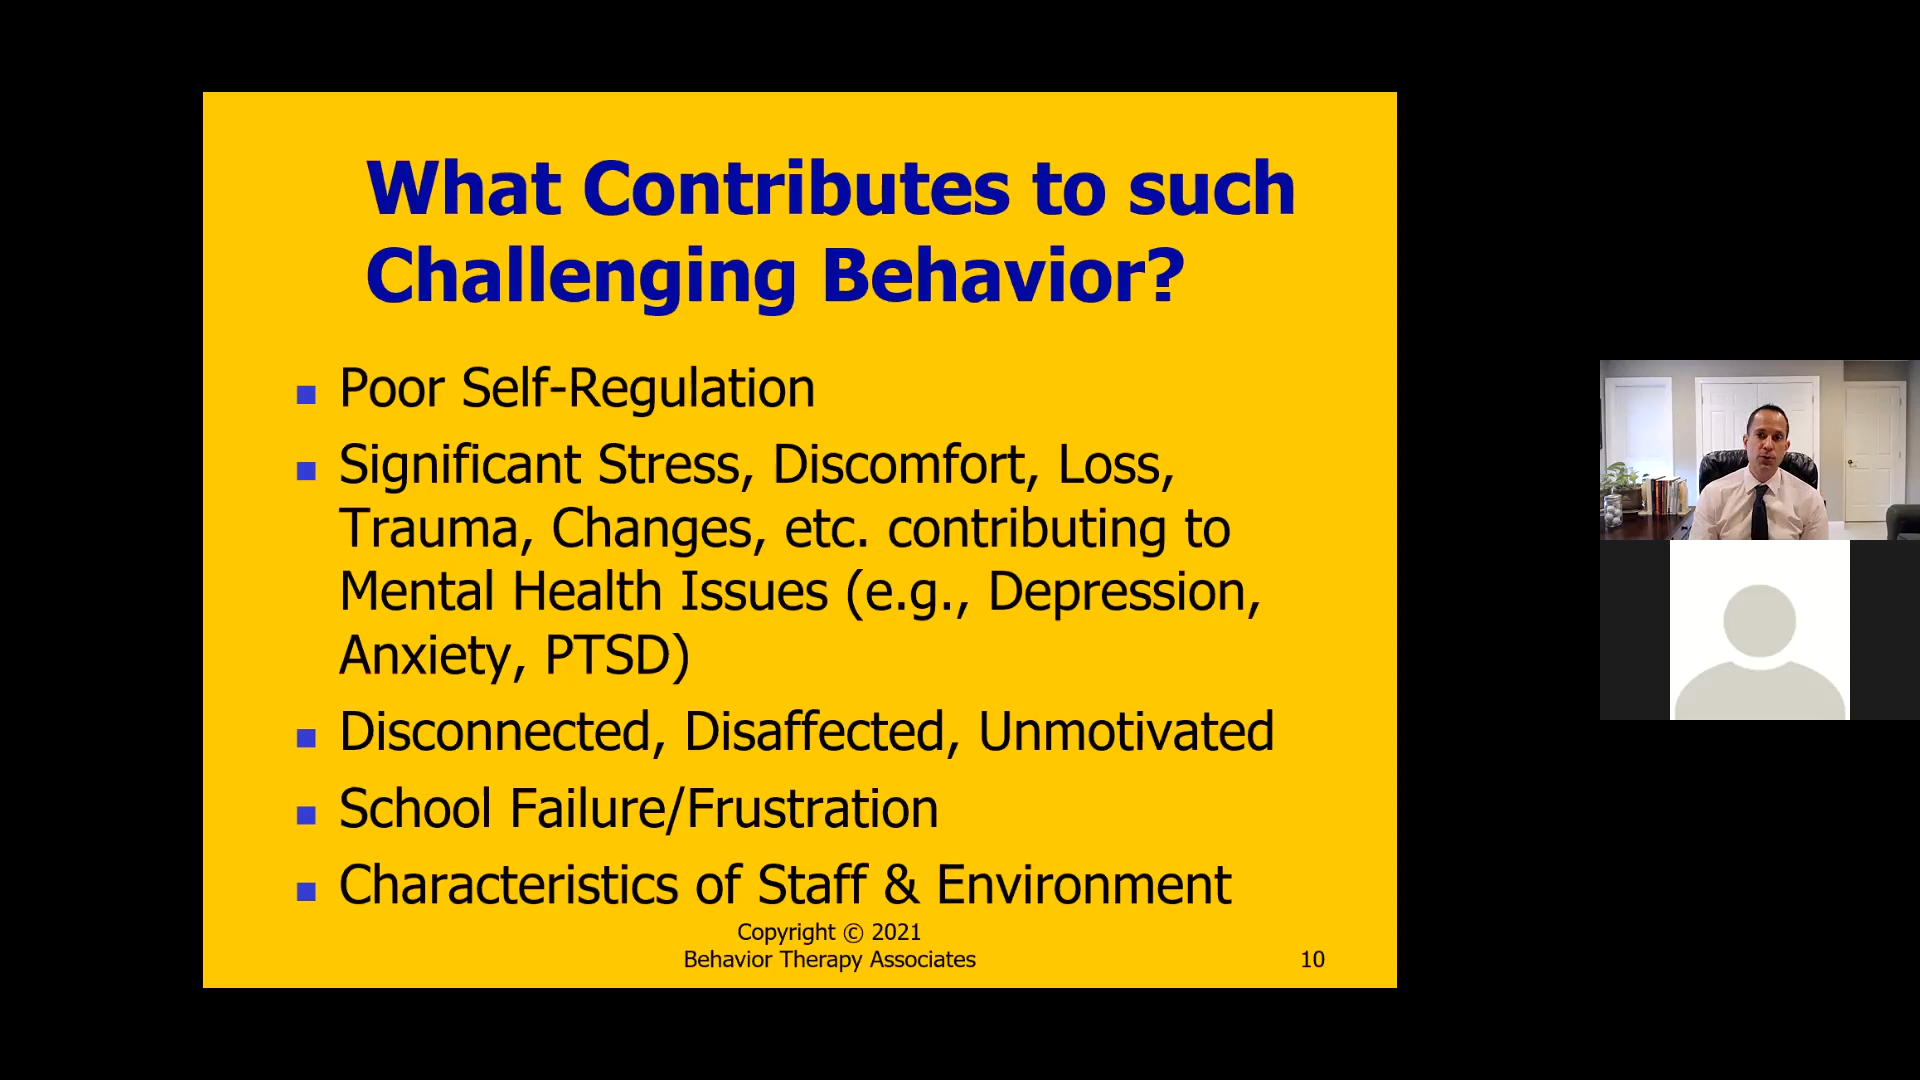 What Contributes to such
Challenging Behavior?
Poor Self-Regulation
Significant Stress, Discomfort, Loss,
Trauma, Changes, etc. contributing to
Mental Health Issues (e.g., Depression,
Anxiety, PTSD)
Disconnected, Disaffected, Unmotivated
School Failure/Frustration
Characteristics of Staff & Environment
Copyright © 2021
Behavior Therapy Associates
10